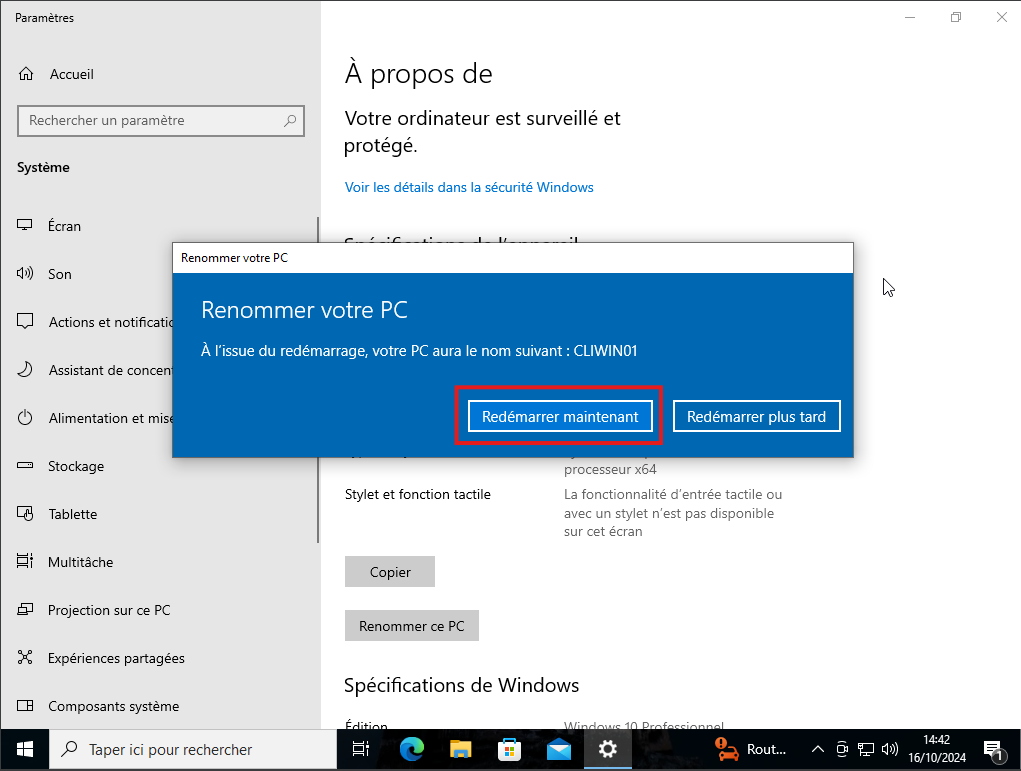 Paramètres
Accueil
Rechercher un paramètre
Système
Écran
Son
Actions et notificatio
Assistant de concent
Alimentation et mise
Stockage
Tablette
Multitâche
Projection sur ce PC
Expériences partagées
Composants système
À propos de
Votre ordinateur est surveillé et
protégé.
Voir les détails dans la sécurité Windows
Spécifications de l'appareil
Renommer votre PC
Renommer votre PC
À l'issue du redémarrage, votre PC aura le nom suivant : CLIWIN01
Redémarrer maintenant
Redémarrer plus tard
processeur x64
Stylet et fonction tactile
La fonctionnalité d'entrée tactile ou
avec un stylet n'est pas disponible
sur cet écran
Copier
Renommer ce PC
Spécifications de Windows
Édition
Windows 10 Professionnel
Taper ici pour rechercher
Rout...
14:42
16/10/2024
1